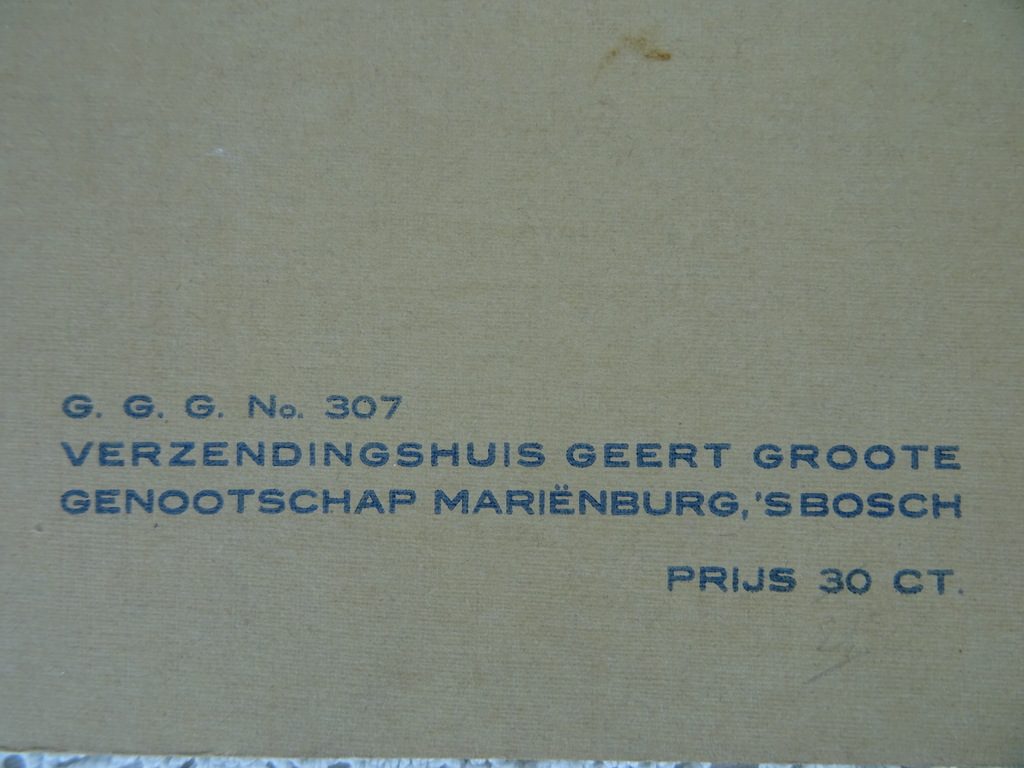 G. G. G. No. 307
VERZENDINGSHUIS GEERT GROOTE
GENOOTSCHAP MARIËNBURG, 'SBOSCH
PRIJS 30 CT.